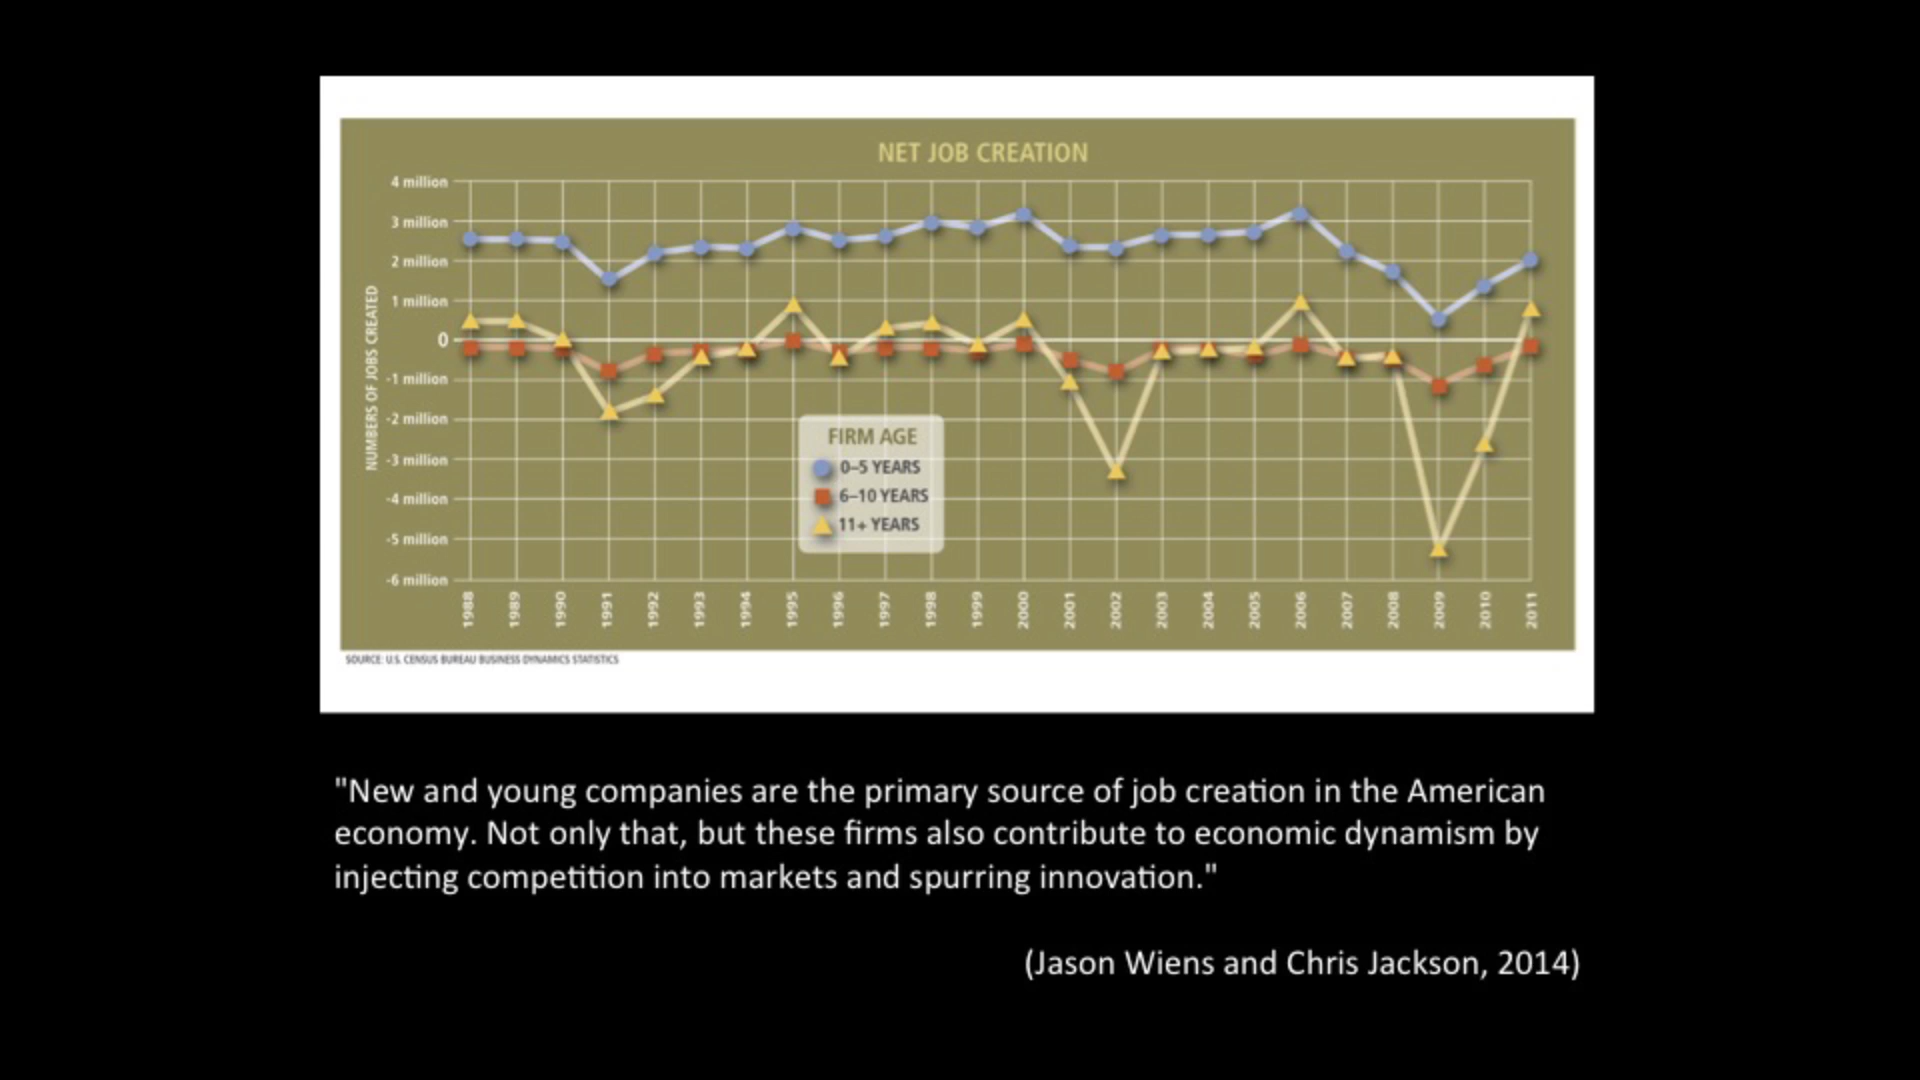 NET JOB CREATION
4 million
3 million
2 million
1 million
0
-1 million
-2 million
-3 million
-4 million
-5 million
-6 million
NUMBERS OF JOBS CREATED
FIRM AGE
0–5 YEARS
6–10 YEARS
11+ YEARS
1988 1989 1990 1991 1992 1993 1994 1995 1996 1997 1998 1999 2000 2001 2002 2003 2004 2005 2006 2007 2008 2009 2010 2011
SOURCE: U.S. CENSUS BUREAU BUSINESS DYNAMICS STATISTICS
"New and young companies are the primary source of job creation in the American
economy. Not only that, but these firms also contribute to economic dynamism by
injecting competition into markets and spurring innovation."
(Jason Wiens and Chris Jackson, 2014)